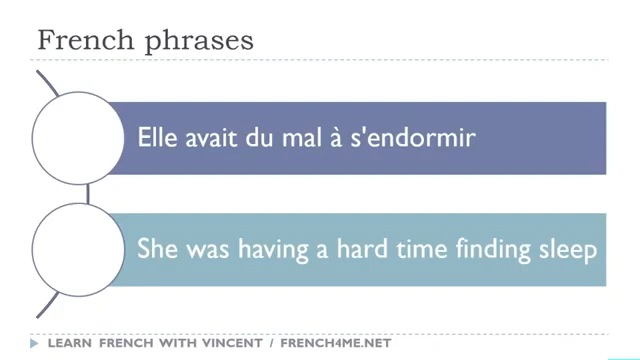 French phrases
Elle avait du mal à s'endormir
She was having a hard time finding sleep
LEARN FRENCH WITH VINCENT / FRENCH4ME.NET